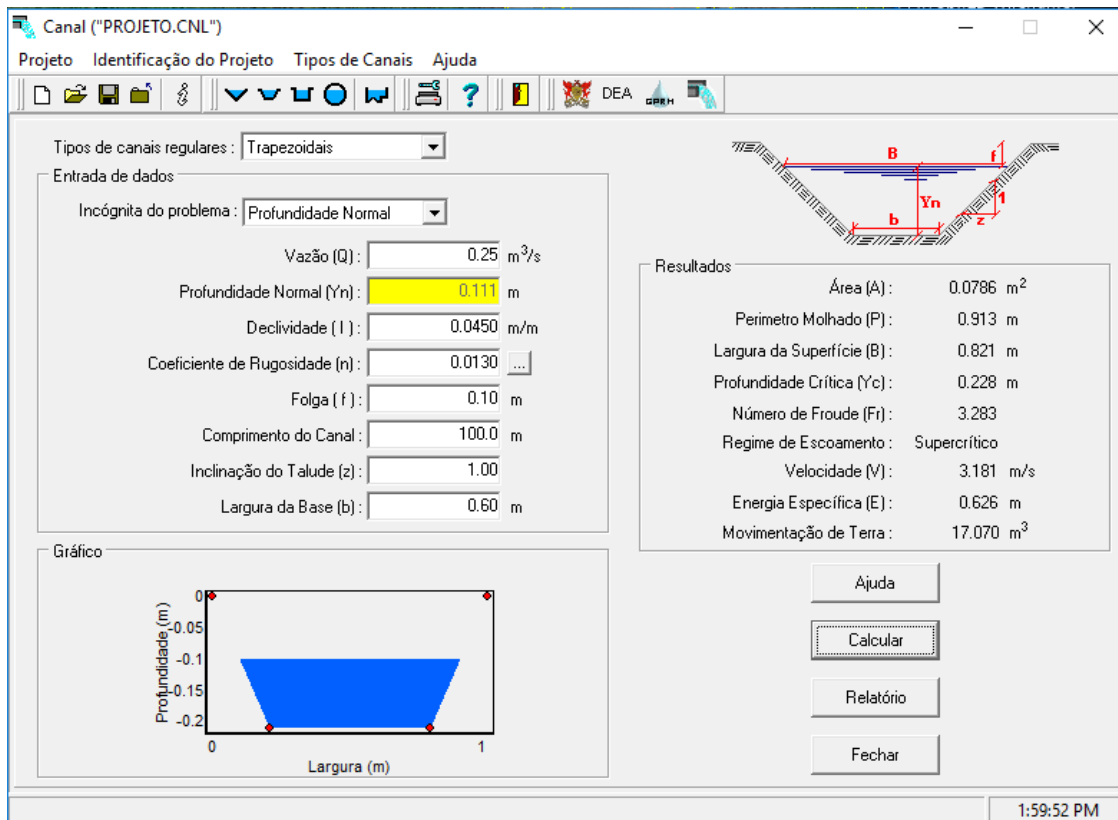 Canal ("PROJETO.CNL")
Projeto Identificação do Projeto Tipos de Canais Ajuda
DEA GPRH
Tipos de canais regulares : Trapezoidais
Entrada de dados
Incógnita do problema : Profundidade Normal
Vazão (Q) : 0.25 m³/s
Profundidade Normal (Yn) : 0.111 m
Declividade ( I ) : 0.0450 m/m
Coeficiente de Rugosidade (n) : 0.0130 ...
Folga ( f ) : 0.10 m
Comprimento do Canal : 100.0 m
Inclinação do Talude (z) : 1.00
Largura da Base (b) : 0.60 m
B f
Yn 1
b z
Resultados
Área (A) : 0.0786 m²
Perimetro Molhado (P) : 0.913 m
Largura da Superfície (B) : 0.821 m
Profundidade Crítica (Yc) : 0.228 m
Número de Froude (Fr) : 3.283
Regime de Escoamento : Supercrítico
Velocidade (V) : 3.181 m/s
Energia Específica (E) : 0.626 m
Movimentação de Terra : 17.070 m³
Gráfico
Profundidade (m)
0
-0.05
-0.1
-0.15
-0.2
0 1
Largura (m)
Ajuda
Calcular
Relatório
Fechar
1:59:52 PM